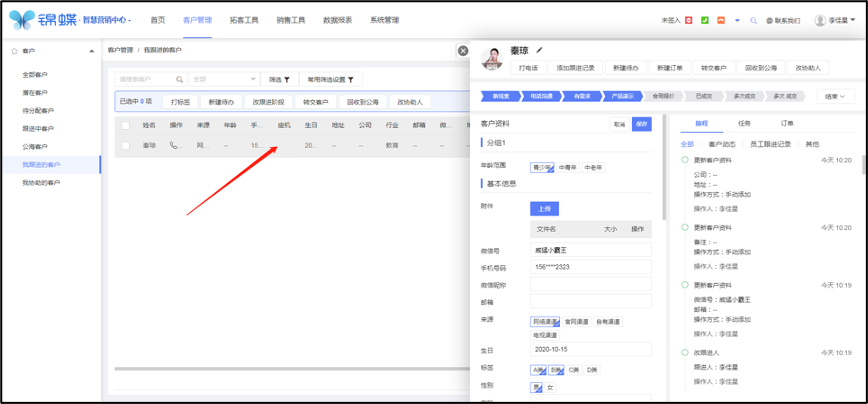 锦蝶·智慧营销中心· 首页 客户管理 拓客工具 销售工具 数据报表 系统管理 未签入 联系我们 李佳星
客户
全部客户
潜在客户
待分配客户
跟进中客户
公海客户
我跟进的客户
我协助的客户
客户管理 / 我跟进的客户
请搜索客户 全部 筛选 常用筛选设置
已选中 0 项 打标签 新建待办 改跟进阶段 转交客户 回收到公海 改协助人
姓名 操作 来源 年龄 手... 座机 生日 地址 公司 行业 邮箱 微...
秦琼 网... -- 15... -- 20... -- -- 教育 -- --
秦琼
打电话 添加跟进记录 新建待办 新建订单 转交客户 回收到公海 改协助人
新线索 电话沟通 有需求 产品演示 合同报价 已成交 多次成交 多次 成交 结束
客户资料 取消 保存
分组1
年龄范围 青少年 中青年 中老年
基本信息
附件 上传
文件名 大小 操作
微信号 威猛小霸王
手机号码 156****2323
微信昵称
邮箱
来源 网络渠道 官网渠道 自有渠道
电视渠道
生日 2020-10-15
标签 A类 B类 C类 D类
性别 男 女
旅程 任务 订单
全部 客户动态 员工跟进记录 其他
更新客户资料 今天 10:20
公司：--
地址：--
操作方式：手动添加
操作人：李佳星
更新客户资料 今天 10:20
备注：--
操作方式：手动添加
操作人：李佳星
更新客户资料 今天 10:19
微信号：威猛小霸王
邮箱：--
操作方式：手动添加
操作人：李佳星
改跟进人 今天 10:19
跟进人：李佳星
操作人：李佳星